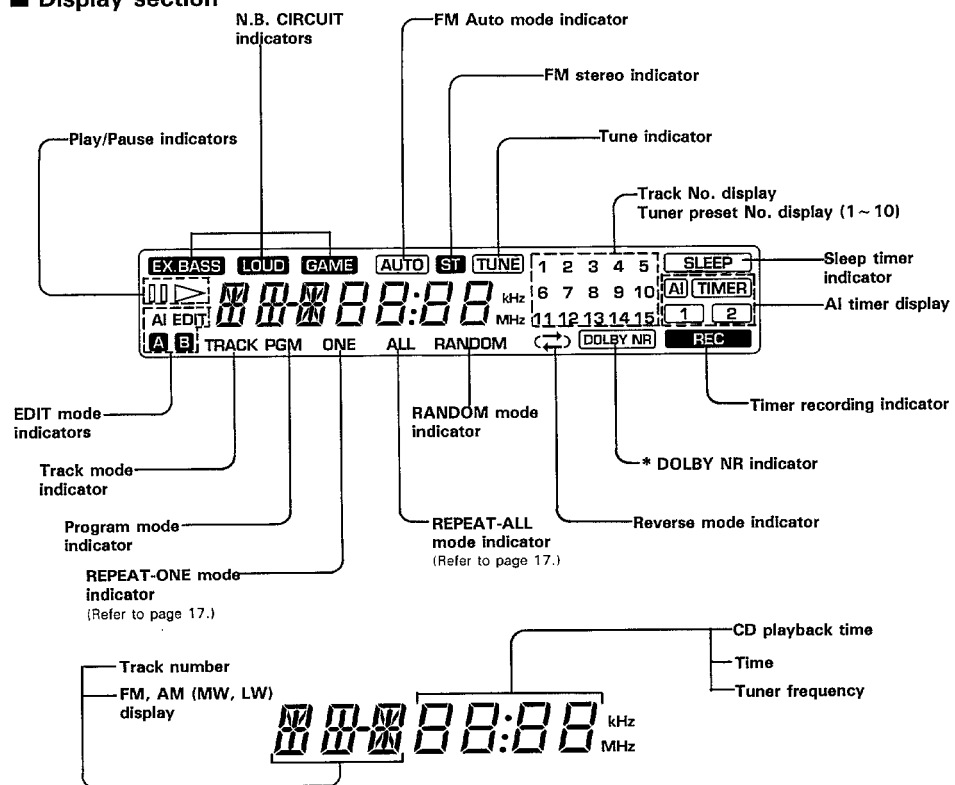 ■ Display section
N.B. CIRCUIT
indicators
FM Auto mode indicator
FM stereo indicator
Play/Pause indicators
Tune indicator
Track No. display
Tuner preset No. display (1 ~ 10)
EX.BASS LOUD GAME AUTO ST TUNE 1 2 3 4 5 SLEEP
Sleep timer
indicator
kHz 6 7 8 9 10 AI TIMER
AI timer display
AI EDIT 88:88 MHz 11 12 13 14 15 1 2
A B TRACK PGM ONE ALL RANDOM DOLBY NR REC
EDIT mode
indicators
RANDOM mode
indicator
Timer recording indicator
Track mode
indicator
* DOLBY NR indicator
Program mode
indicator
REPEAT-ALL
mode indicator
(Refer to page 17.)
Reverse mode indicator
REPEAT-ONE mode
indicator
(Refer to page 17.)
CD playback time
Track number
Time
FM, AM (MW, LW)
display
Tuner frequency
88:88 kHz
MHz